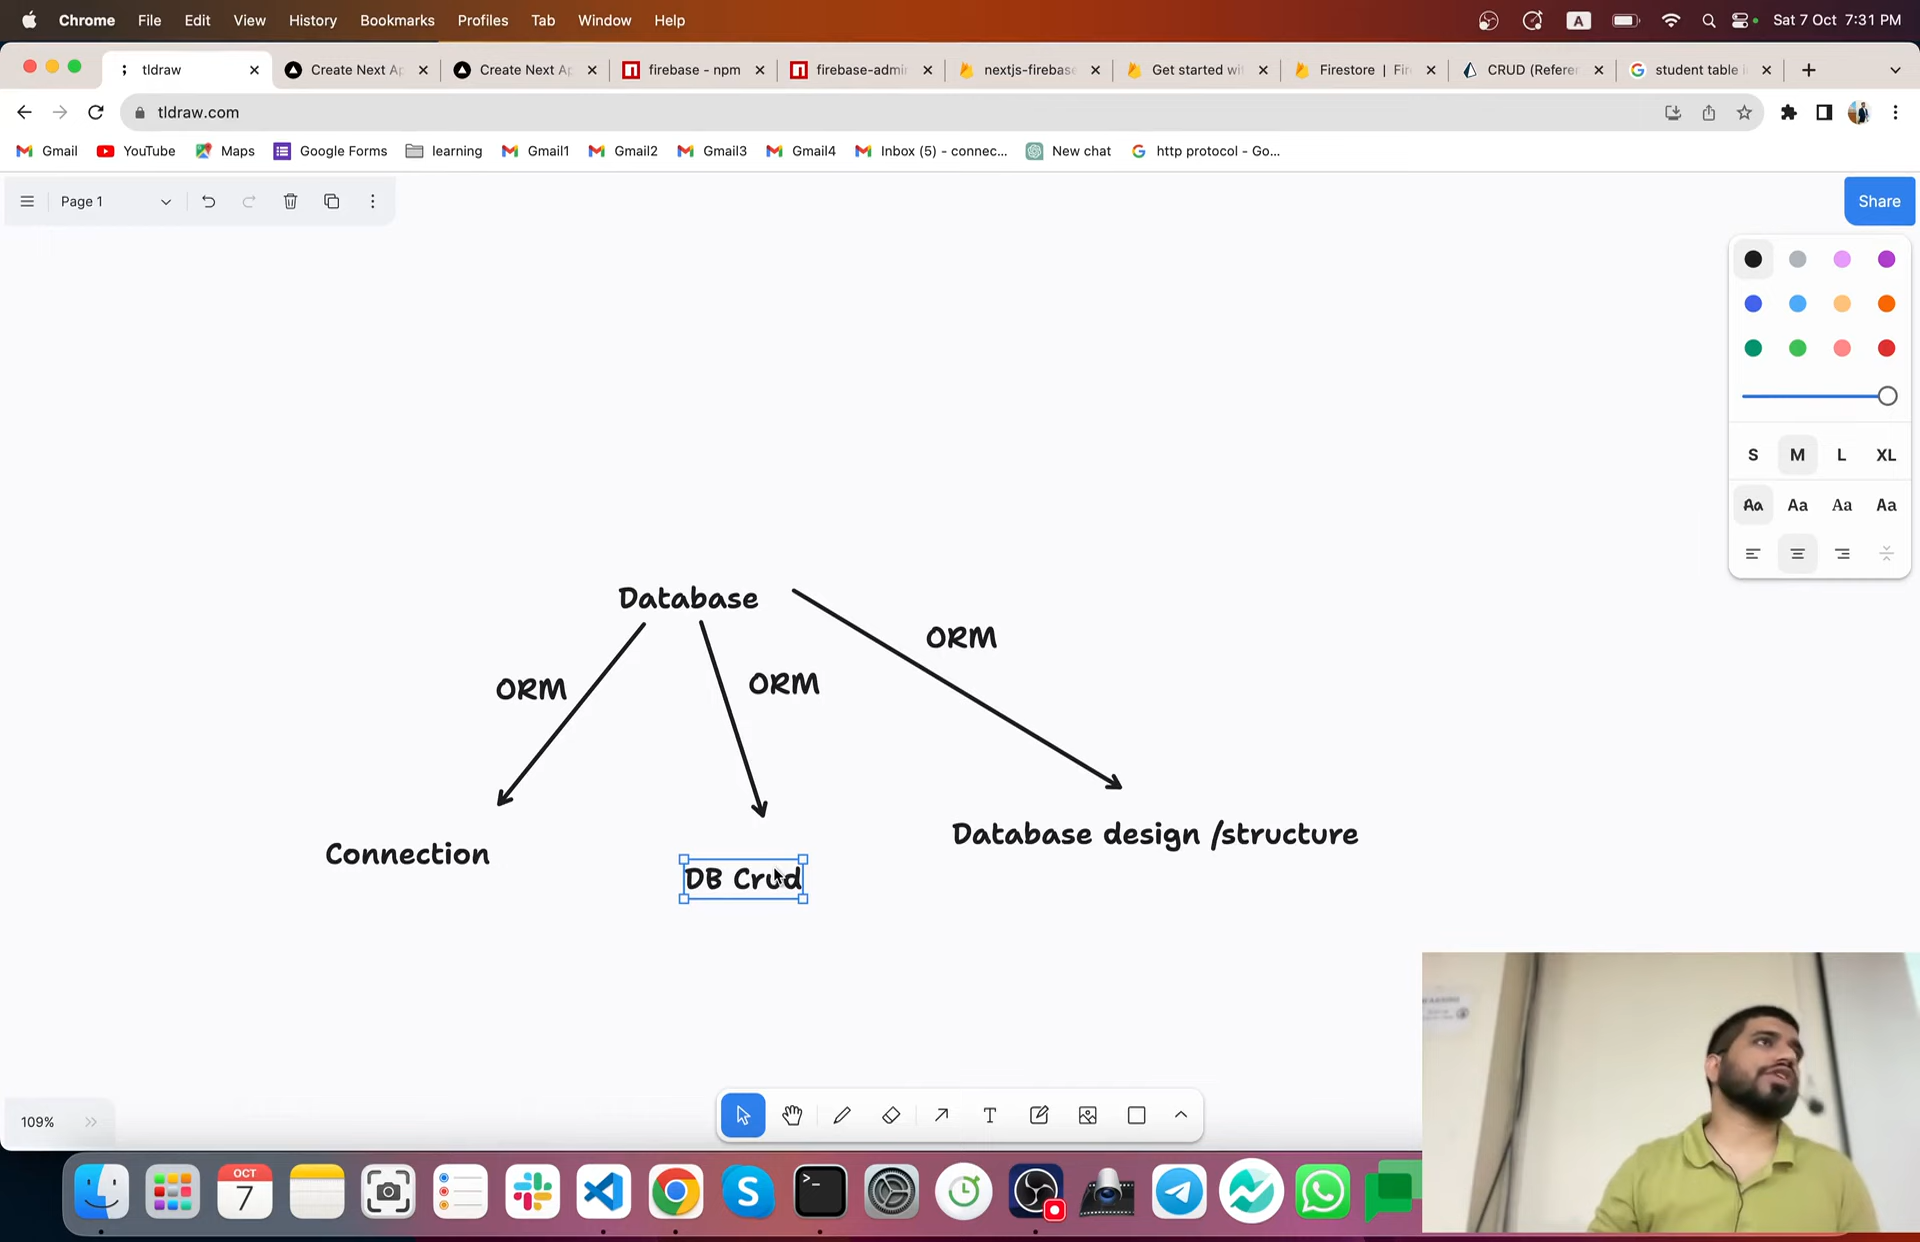 Chrome File Edit View History Bookmarks Profiles Tab Window Help A Sat 7 Oct 7:31 PM
tldraw Create Next Ap Create Next Ap firebase - npm firebase-admi nextjs-firebase Get started wi Firestore | Fir CRUD (Refere student table i
tldraw.com
Gmail YouTube Maps Google Forms learning Gmail1 Gmail2 Gmail3 Gmail4 Inbox (5) - connec... New chat http protocol - Go...
Page 1
Share
S M L XL
Aa Aa Aa Aa
Database
ORM
ORM
ORM
Database design /structure
Connection
DB Crud
109%
T
OCT
7
S